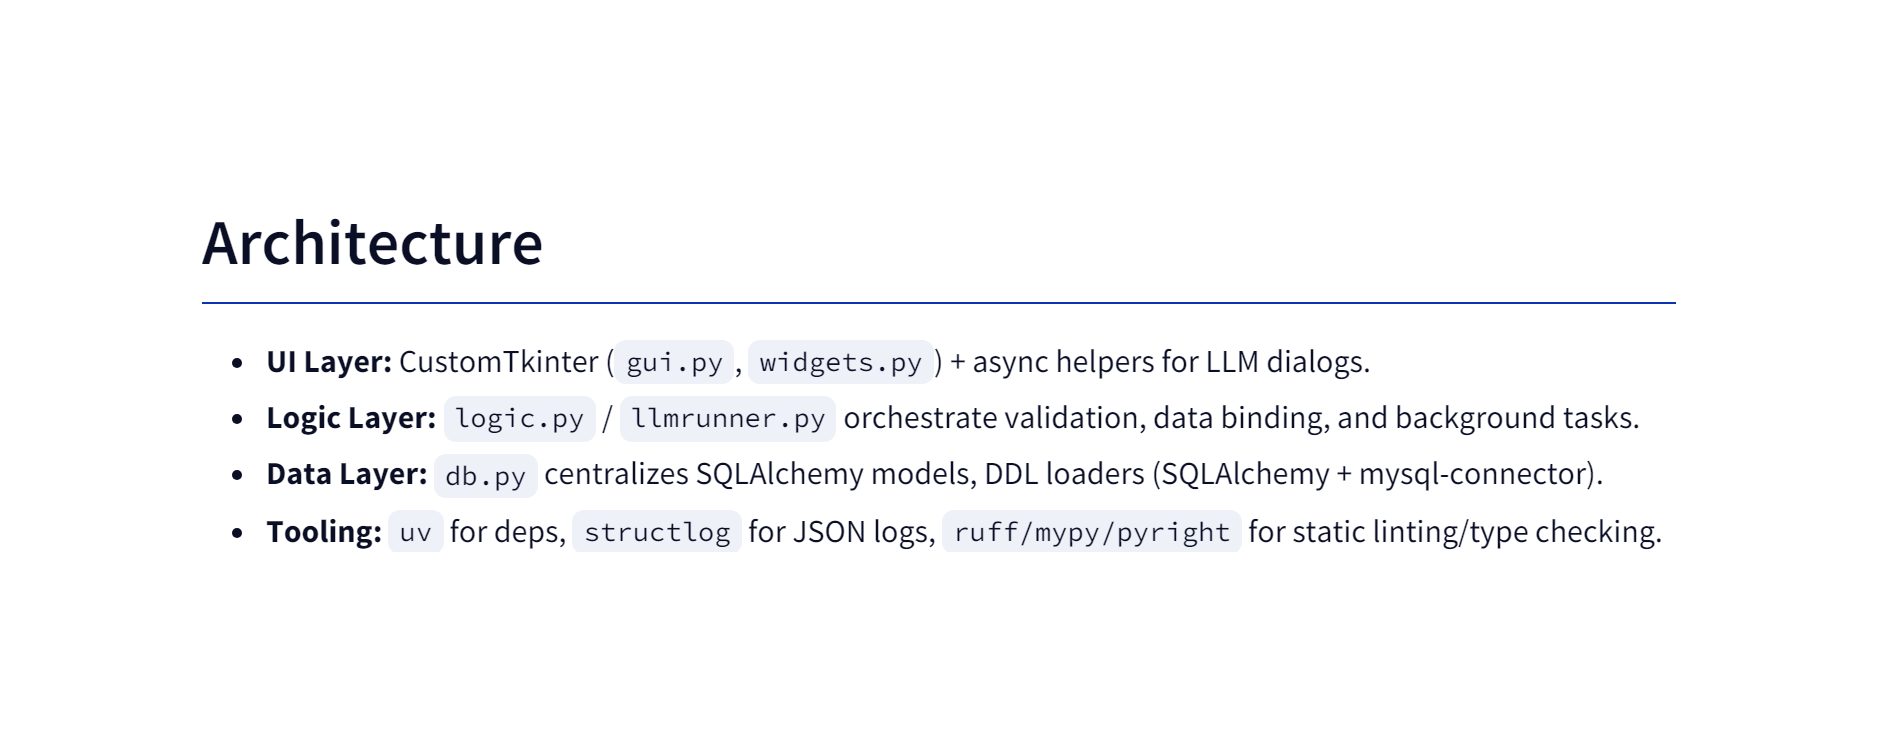 Architecture
UI Layer: CustomTkinter ( gui.py , widgets.py ) + async helpers for LLM dialogs.
Logic Layer: logic.py / llmrunner.py orchestrate validation, data binding, and background tasks.
Data Layer: db.py centralizes SQLAlchemy models, DDL loaders (SQLAlchemy + mysql-connector).
Tooling: uv for deps, structlog for JSON logs, ruff/mypy/pyright for static linting/type checking.